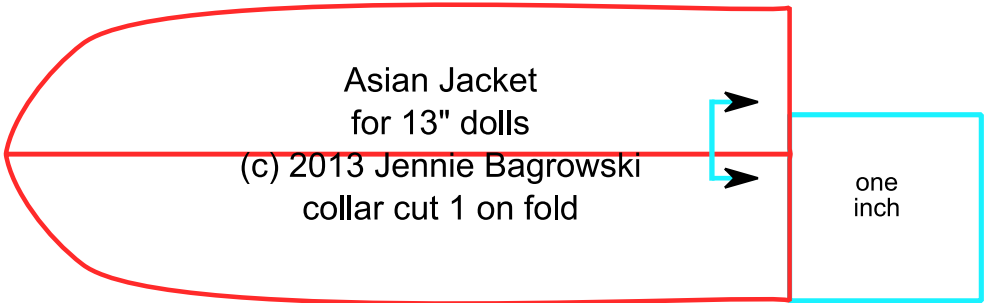 Asian Jacket
for 13" dolls
(c) 2013 Jennie Bagrowski
collar cut 1 on fold
one
inch